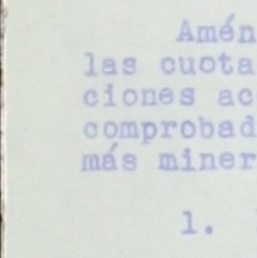 Amén
las cuota
ciones ac
comprobad
más miner
1.